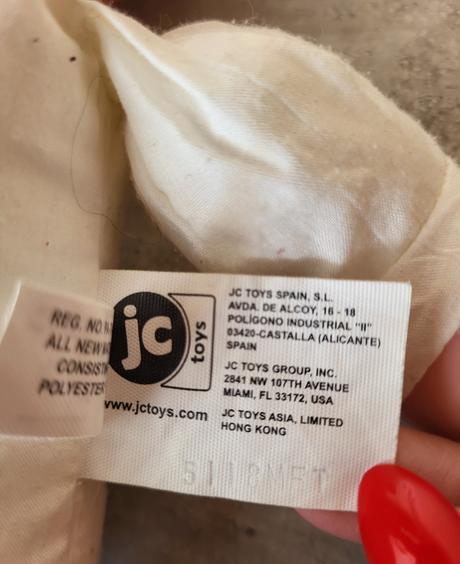 REG. NO.
ALL NEW
CONSIST
POLYESTER
jc
toys
www.jctoys.com
JC TOYS SPAIN, S.L.
AVDA. DE ALCOY, 16 - 18
POLÍGONO INDUSTRIAL "II"
03420-CASTALLA (ALICANTE)
SPAIN
JC TOYS GROUP, INC.
2841 NW 107TH AVENUE
MIAMI, FL 33172, USA
JC TOYS ASIA, LIMITED
HONG KONG